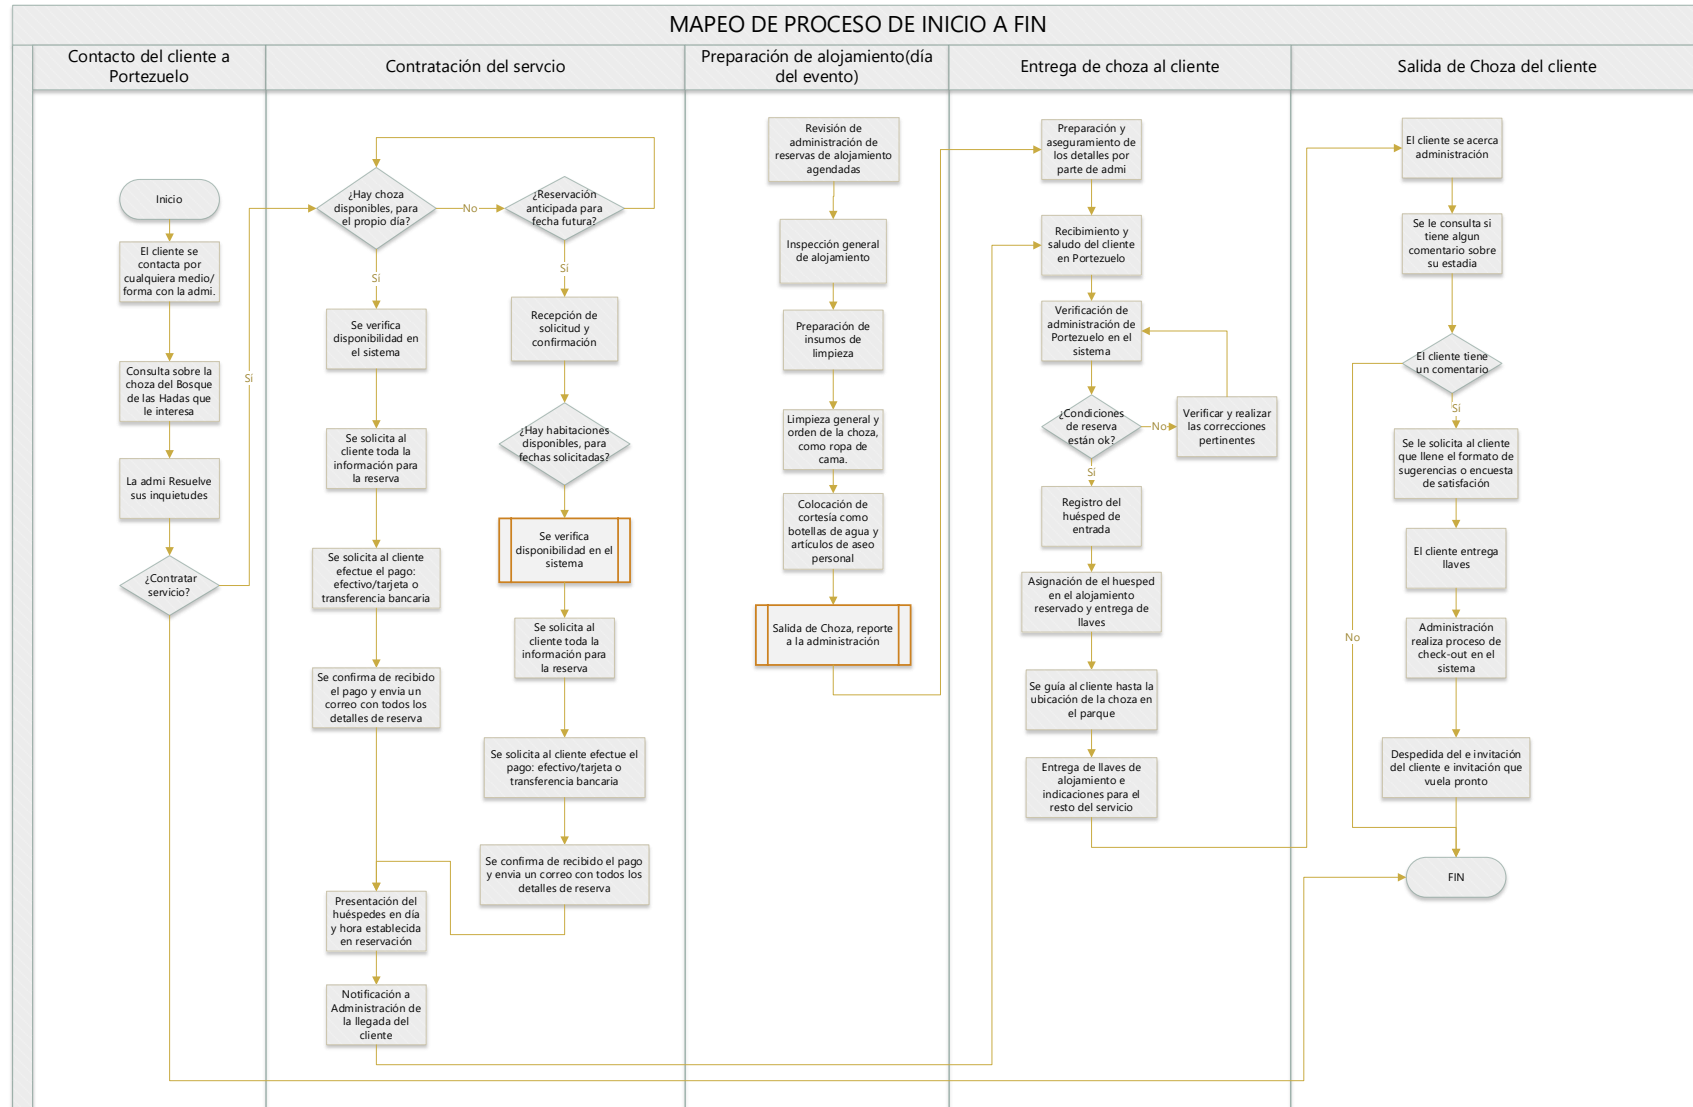 MAPEO DE PROCESO DE INICIO A FIN
Contacto del cliente a
Portezuelo
Contratación del servcio
Preparación de alojamiento(día
del evento)
Entrega de choza al cliente
Salida de Choza del cliente
Inicio
El cliente se
contacta por
cualquiera medio/
forma con la admi.
Consulta sobre la
choza del Bosque
de las Hadas que
le interesa
La admi Resuelve
sus inquietudes
¿Contratar
servicio?
Sí
¿Hay choza
disponibles, para
el propio día?
No
Sí
Se verifica
disponibilidad en
el sistema
Se solicita al
cliente toda la
información para
la reserva
Se solicita al cliente
efectue el pago:
efectivo/tarjeta o
transferencia bancaria
Se confirma de recibido
el pago y envia un
correo con todos los
detalles de reserva
Presentación del
huéspedes en día
y hora establecida
en reservación
Notificación a
Administración de
la llegada del
cliente
¿Reservación
anticipada para
fecha futura?
Sí
Recepción de
solicitud y
confirmación
¿Hay habitaciones
disponibles, para
fechas solicitadas?
Se verifica
disponibilidad en el
sistema
Se solicita al
cliente toda la
información para
la reserva
Se solicita al cliente efectue el
pago: efectivo/tarjeta o
transferencia bancaria
Se confirma de recibido el pago
y envia un correo con todos los
detalles de reserva
Revisión de
administración de
reservas de alojamiento
agendadas
Inspección general
de alojamiento
Preparación de
insumos de
limpieza
Limpieza general y
orden de la choza,
como ropa de
cama.
Colocación de
cortesía como
botellas de agua y
artículos de aseo
personal
Salida de Choza, reporte
a la administración
Preparación y
aseguramiento de
los detalles por
parte de admi
Recibimiento y
saludo del cliente
en Portezuelo
Verificación de
administración de
Portezuelo en el
sistema
¿Condiciones
de reserva
están ok?
No
Verificar y realizar
las correcciones
pertinentes
Sí
Registro del
huésped de
entrada
Asignación de el huesped
en el alojamiento
reservado y entrega de
llaves
Se guía al cliente hasta la
ubicación de la choza en
el parque
Entrega de llaves de
alojamiento e
indicaciones para el
resto del servicio
El cliente se acerca
administración
Se le consulta si
tiene algun
comentario sobre
su estadia
El cliente tiene
un comentario
Sí
No
Se le solicita al cliente
que llene el formato de
sugerencias o encuesta
de satisfacción
El cliente entrega
llaves
Administración
realiza proceso de
check-out en el
sistema
Despedida del e invitación
del cliente e invitación que
vuela pronto
FIN